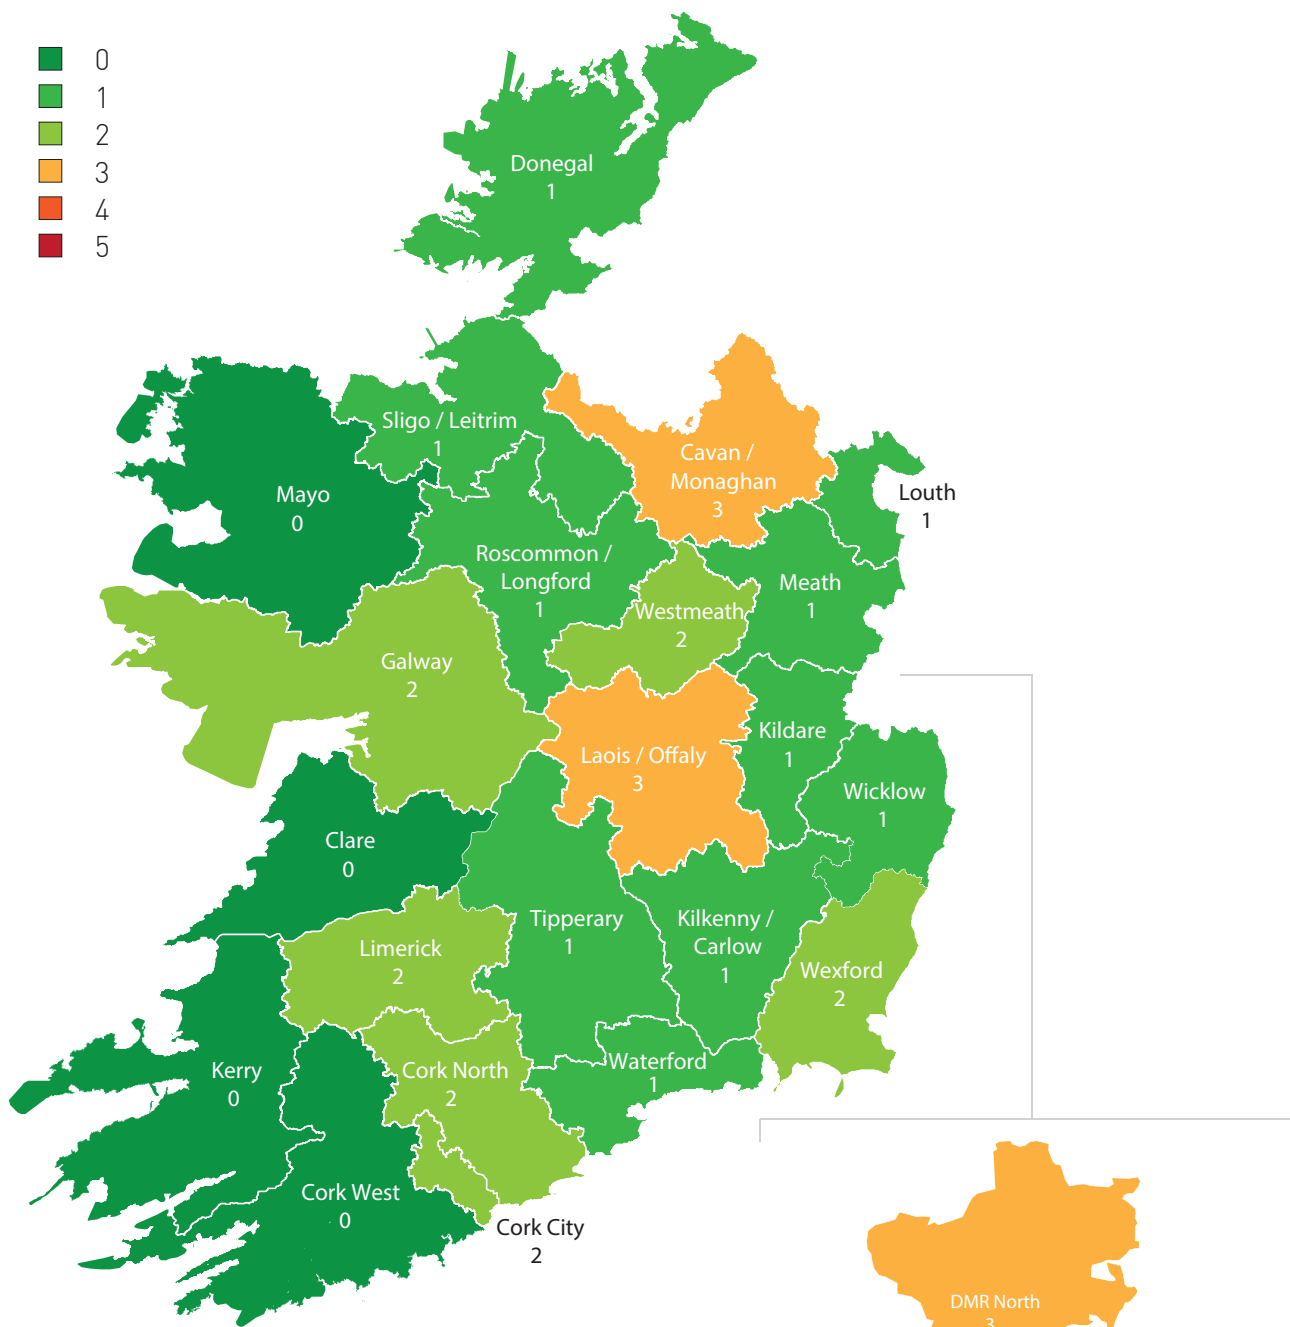 0
1
2
3
4
5
Donegal
1
Sligo / Leitrim
1
Cavan /
Monaghan
3
Louth
1
Mayo
0
Roscommon /
Longford
1
Meath
1
Westmeath
2
Galway
2
Kildare
1
Laois / Offaly
3
Wicklow
1
Clare
0
Tipperary
1
Kilkenny /
Carlow
1
Limerick
2
Wexford
2
Kerry
0
Cork North
2
Waterford
1
Cork West
0
Cork City
2
DMR North
3